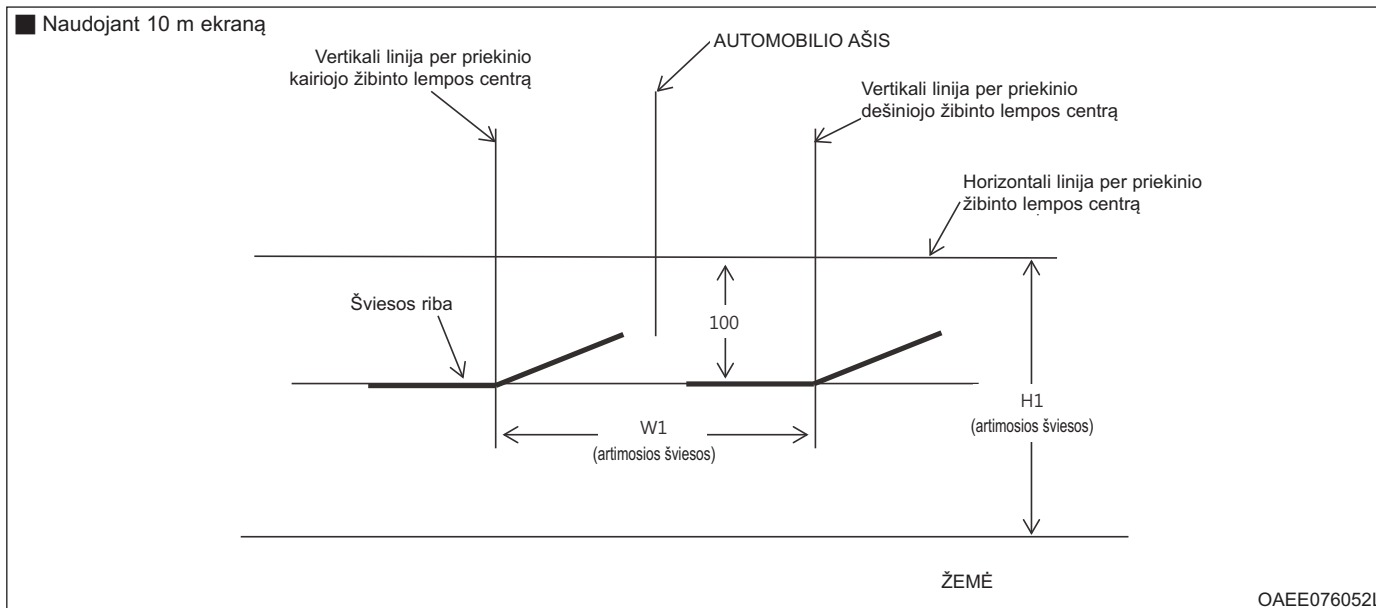 ■ Naudojant 10 m ekraną
AUTOMOBILIO AŠIS
Vertikali linija per priekinio
kairiojo žibinto lempos centrą
Vertikali linija per priekinio
dešiniojo žibinto lempos centrą
Horizontali linija per priekinio
žibinto lempos centrą
Šviesos riba
100
W1
(artimosios šviesos)
H1
(artimosios šviesos)
ŽEMĖ
OAEE076052L